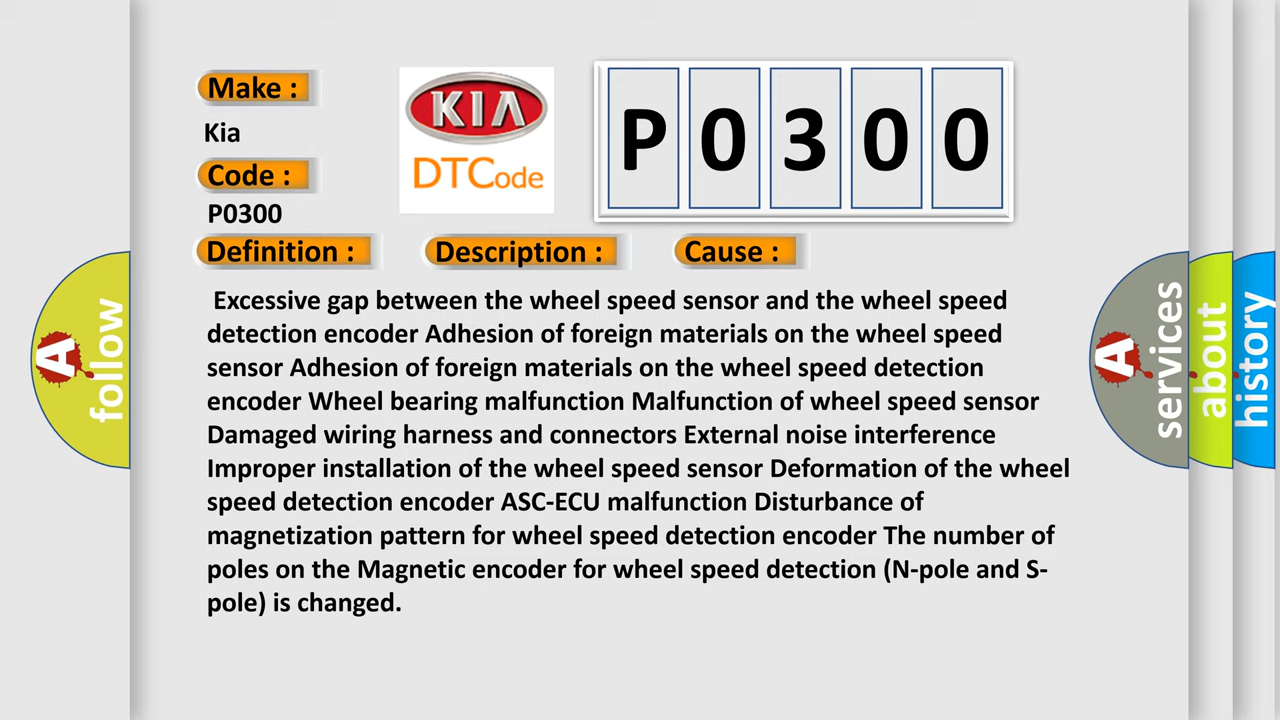 Make :
Kia
Code :
P0300
KIA
DTCode
P0300
Definition :
Description :
Cause :
Excessive gap between the wheel speed sensor and the wheel speed
detection encoder Adhesion of foreign materials on the wheel speed
sensor Adhesion of foreign materials on the wheel speed detection
encoder Wheel bearing malfunction Malfunction of wheel speed sensor
Damaged wiring harness and connectors External noise interference
Improper installation of the wheel speed sensor Deformation of the wheel
speed detection encoder ASC-ECU malfunction Disturbance of
magnetization pattern for wheel speed detection encoder The number of
poles on the Magnetic encoder for wheel speed detection (N-pole and S-
pole) is changed.
A
follow
A
services
about
history